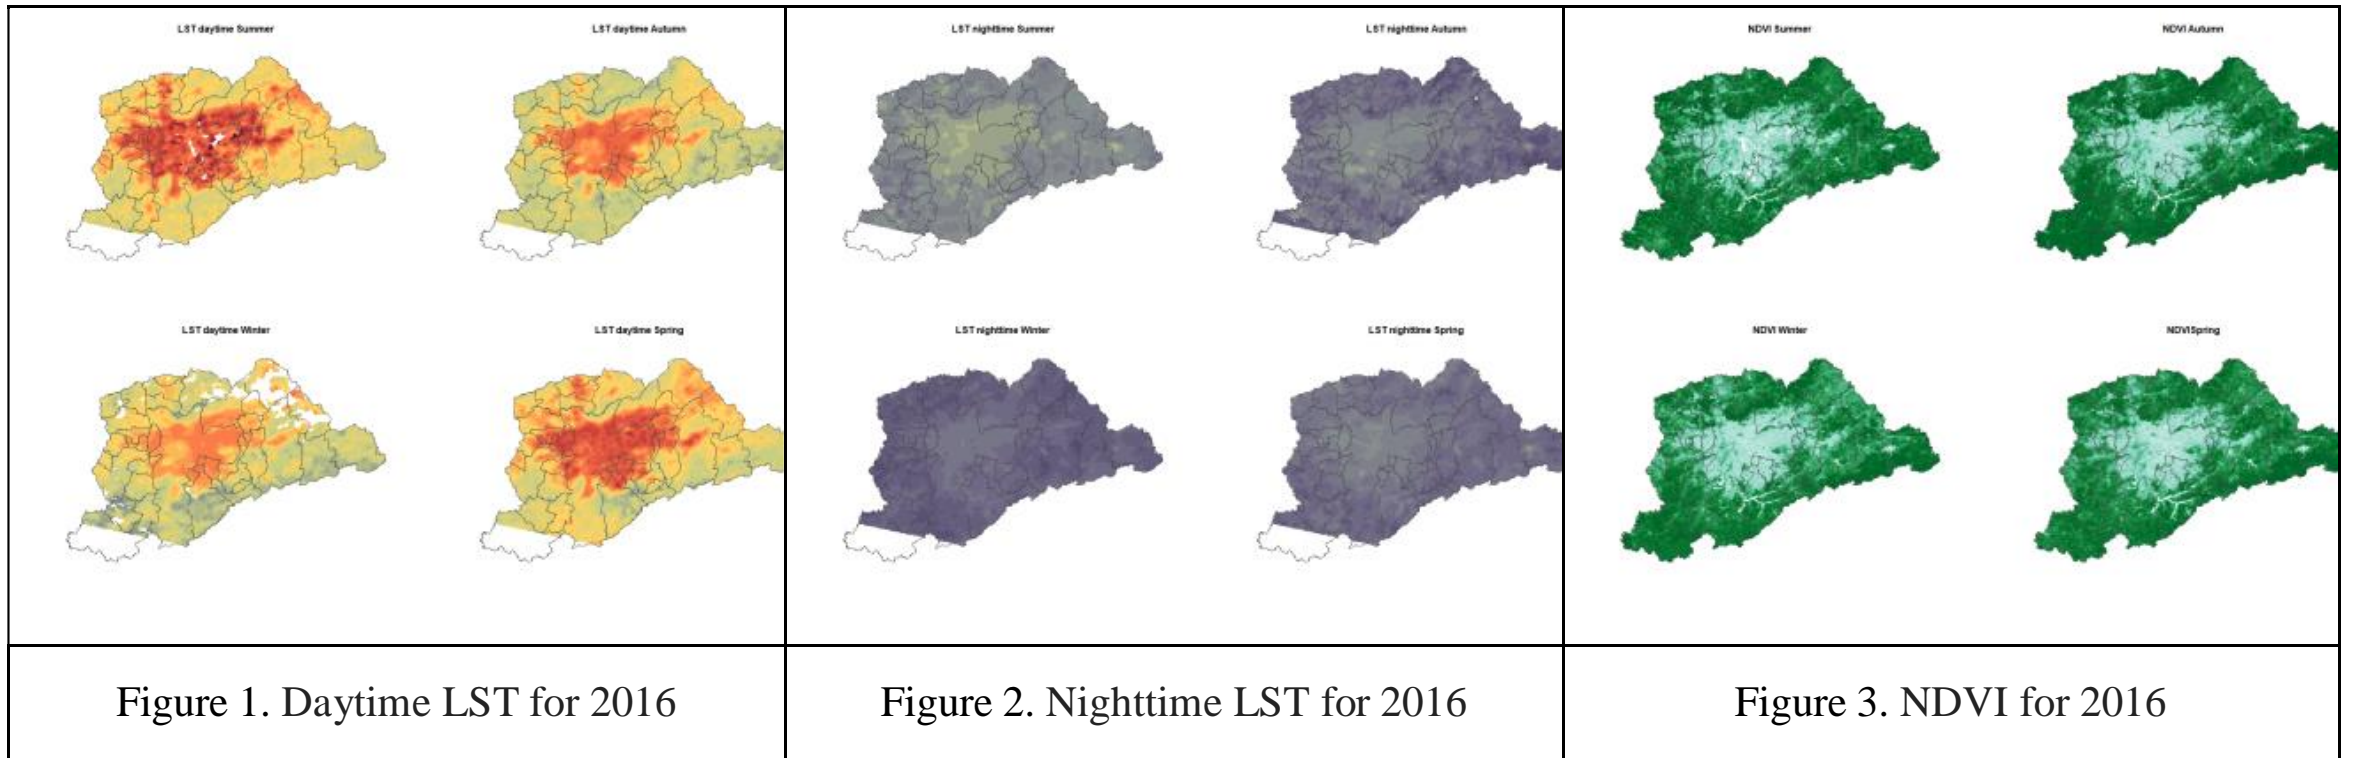 LST daytime Summer
LST daytime Autumn
LST daytime Winter
LST daytime Spring
Figure 1. Daytime LST for 2016
LST nighttime Summer
LST nighttime Autumn
LST nighttime Winter
LST nighttime Spring
Figure 2. Nighttime LST for 2016
NDVI Summer
NDVI Autumn
NDVI Winter
NDVISpring
Figure 3. NDVI for 2016